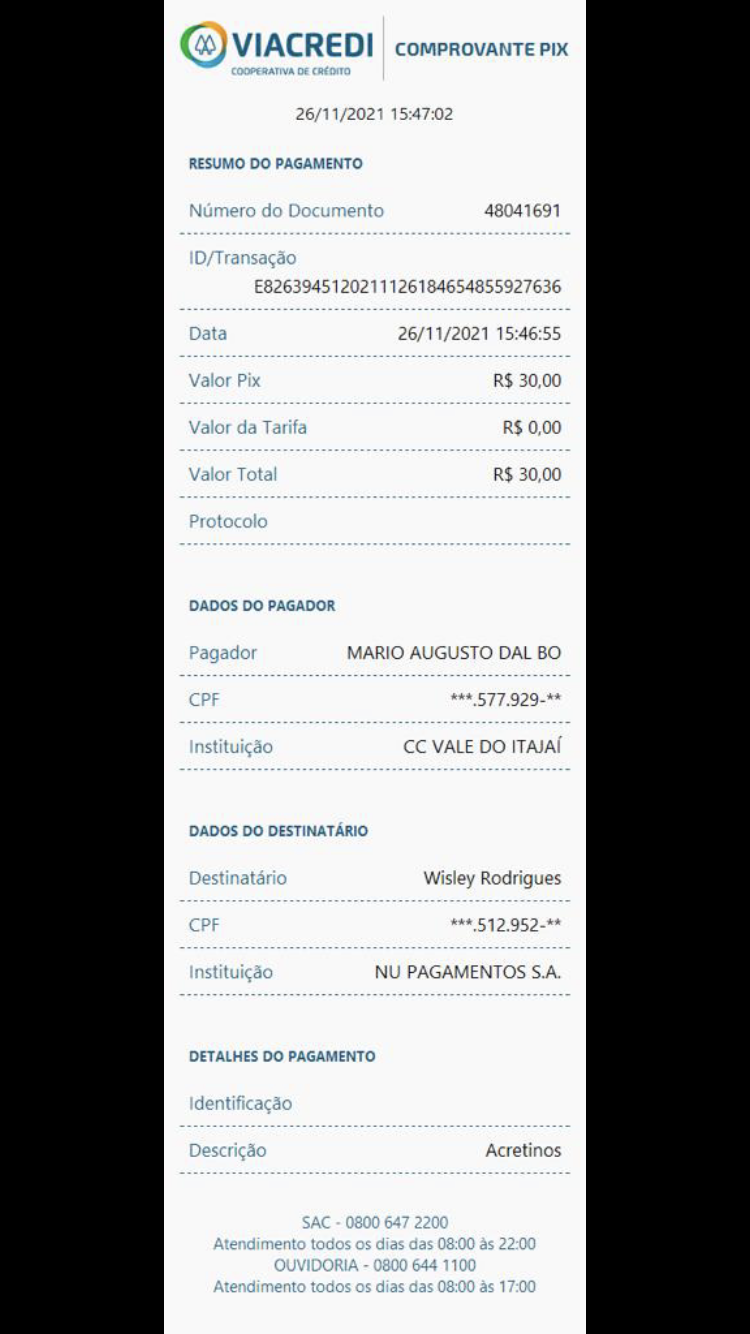 VIACREDI
COOPERATIVA DE CRÉDITO
COMPROVANTE PIX
26/11/2021 15:47:02
RESUMO DO PAGAMENTO
Número do Documento 48041691
ID/Transação
E8263945120211126184654855927636
Data 26/11/2021 15:46:55
Valor Pix R$ 30,00
Valor da Tarifa R$ 0,00
Valor Total R$ 30,00
Protocolo
DADOS DO PAGADOR
Pagador MARIO AUGUSTO DAL BO
CPF ***.577.929-**
Instituição CC VALE DO ITAJAÍ
DADOS DO DESTINATÁRIO
Destinatário Wisley Rodrigues
CPF ***.512.952-**
Instituição NU PAGAMENTOS S.A.
DETALHES DO PAGAMENTO
Identificação
Descrição Acretinos
SAC - 0800 647 2200
Atendimento todos os dias das 08:00 às 22:00
OUVIDORIA - 0800 644 1100
Atendimento todos os dias das 08:00 às 17:00